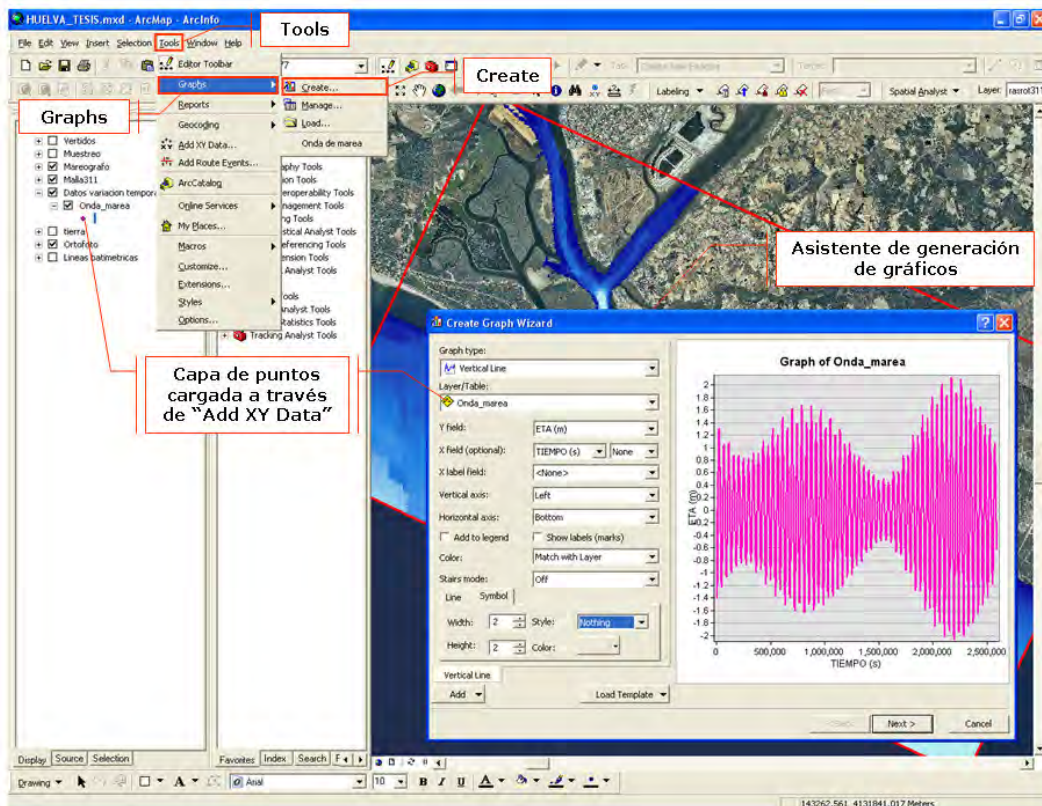 HUELVA_TESIS.mxd - ArcMap - ArcInfo
File Edit View Insert Selection Tools Window Help
Tools
Editor Toolbar
Graphs
Reports
Geocoding
Add XY Data...
Add Route Events...
ArcCatalog
Online Services
My Places...
Macros
Customize...
Extensions...
Styles
Options...
Create...
Manage...
Load...
Onda de marea
Create
Graphs
Labeling
Spatial Analyst
Layer:
Vertidos
Muestreo
Mareografo
Malla311
Datos variacion tempora
Onda_marea
tierra
Ortofoto
Lineas batimetricas
Tracking Analyst Tools
Asistente de generación
de gráficos
Capa de puntos
cargada a través
de “Add XY Data”
Create Graph Wizard
Graph type:
Vertical Line
Layer/Table:
Onda_marea
Y field:
ETA (m)
X field (optional):
TIEMPO (s)
None
X label field:
<None>
Vertical axis:
Left
Horizontal axis:
Bottom
Add to legend
Show labels (marks)
Color:
Match with Layer
Stairs mode:
Off
Line
Symbol
Width:
2
Style:
Nothing
Height:
2
Color:
Vertical Line
Add
Load Template
Graph of Onda_marea
2
1.8
1.6
1.4
1.2
1
0.8
0.6
0.4
0.2
0
-0.2
-0.4
-0.6
-0.8
-1
-1.2
-1.4
-1.6
-1.8
-2
ETA (m)
0
500,000
1,000,000
1,500,000
2,000,000
2,500,000
TIEMPO (s)
Next >
Cancel
Display
Source
Selection
Favorites
Index
Search
Drawing
Arial
10
B
I
U
A
143262,561 4131841,017 Meters